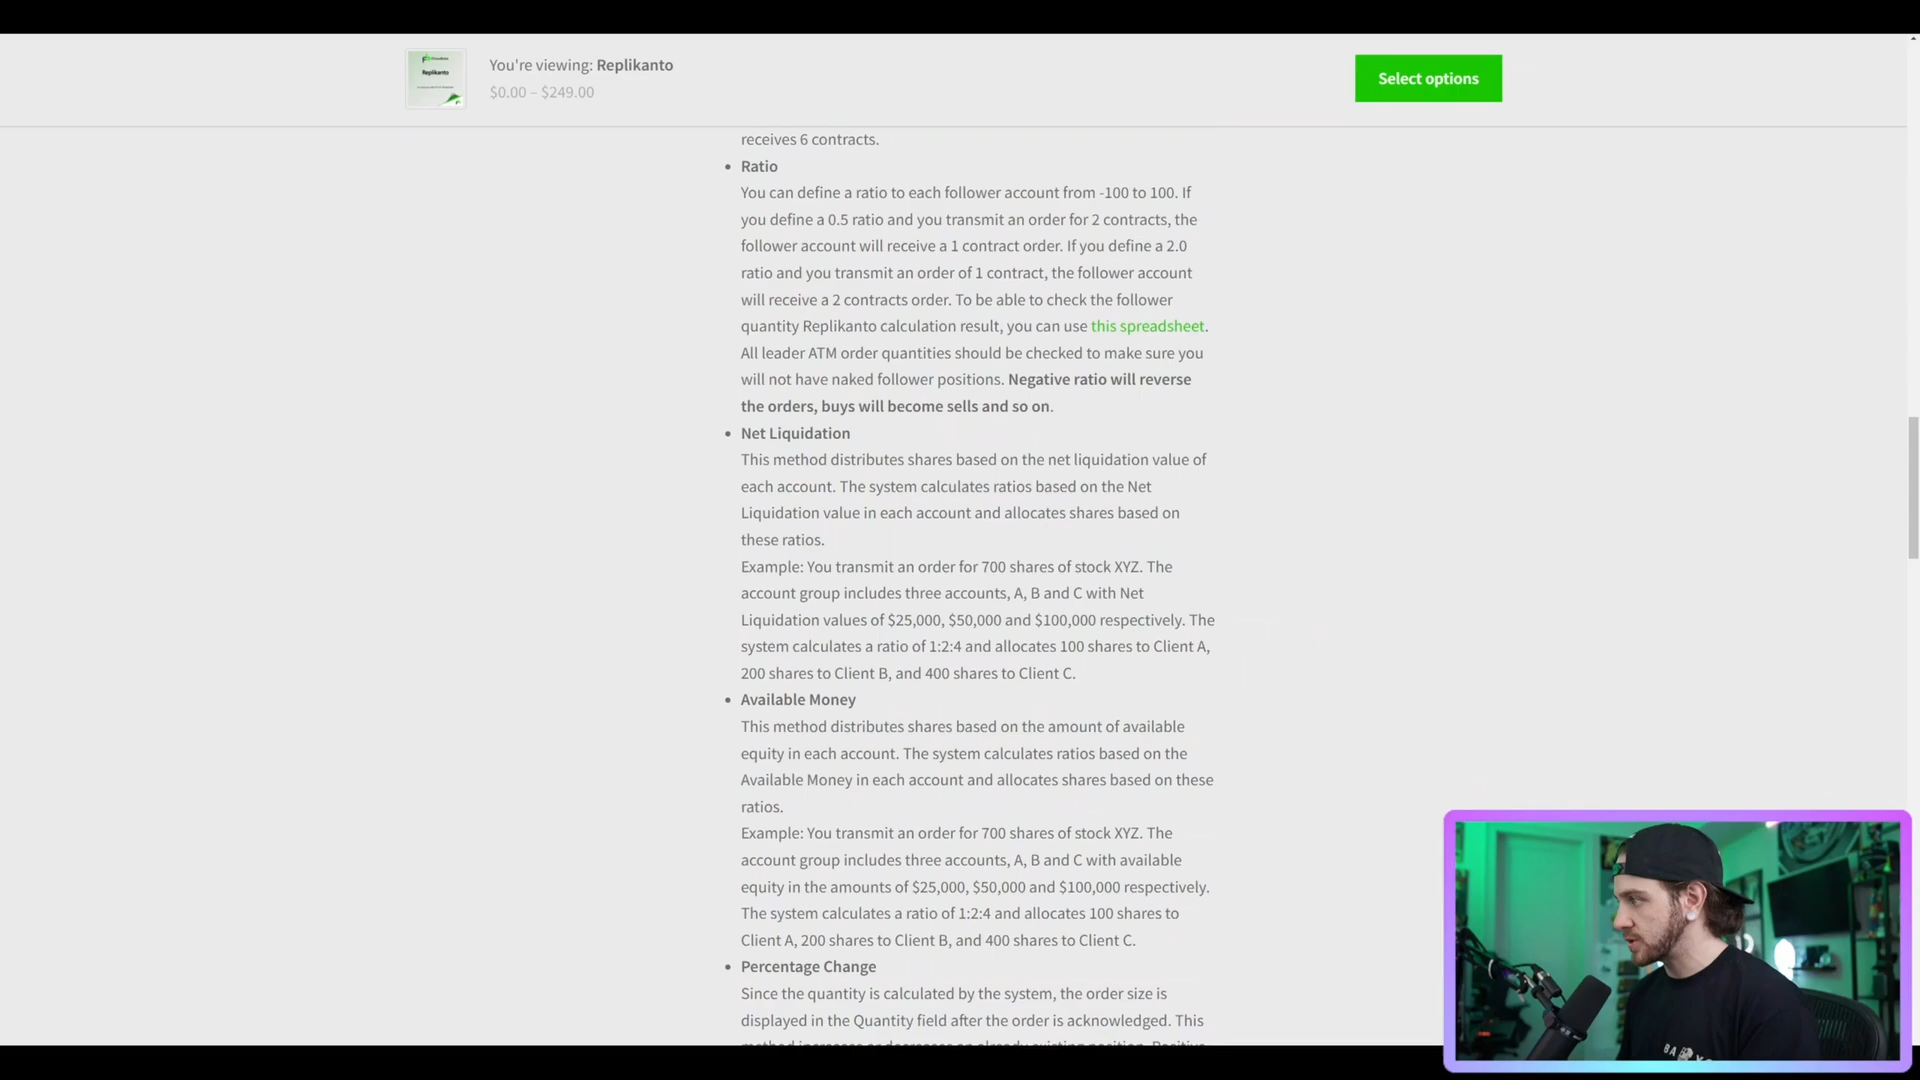 You're viewing: Replikanto
$0.00 – $249.00
Replikanto
Select options
receives 6 contracts.
• Ratio
You can define a ratio to each follower account from -100 to 100. If
you define a 0.5 ratio and you transmit an order for 2 contracts, the
follower account will receive a 1 contract order. If you define a 2.0
ratio and you transmit an order of 1 contract, the follower account
will receive a 2 contracts order. To be able to check the follower
quantity Replikanto calculation result, you can use this spreadsheet.
All leader ATM order quantities should be checked to make sure you
will not have naked follower positions. Negative ratio will reverse
the orders, buys will become sells and so on.
• Net Liquidation
This method distributes shares based on the net liquidation value of
each account. The system calculates ratios based on the Net
Liquidation value in each account and allocates shares based on
these ratios.
Example: You transmit an order for 700 shares of stock XYZ. The
account group includes three accounts, A, B and C with Net
Liquidation values of $25,000, $50,000 and $100,000 respectively. The
system calculates a ratio of 1:2:4 and allocates 100 shares to Client A,
200 shares to Client B, and 400 shares to Client C.
• Available Money
This method distributes shares based on the amount of available
equity in each account. The system calculates ratios based on the
Available Money in each account and allocates shares based on these
ratios.
Example: You transmit an order for 700 shares of stock XYZ. The
account group includes three accounts, A, B and C with available
equity in the amounts of $25,000, $50,000 and $100,000 respectively.
The system calculates a ratio of 1:2:4 and allocates 100 shares to
Client A, 200 shares to Client B, and 400 shares to Client C.
• Percentage Change
Since the quantity is calculated by the system, the order size is
displayed in the Quantity field after the order is acknowledged. This